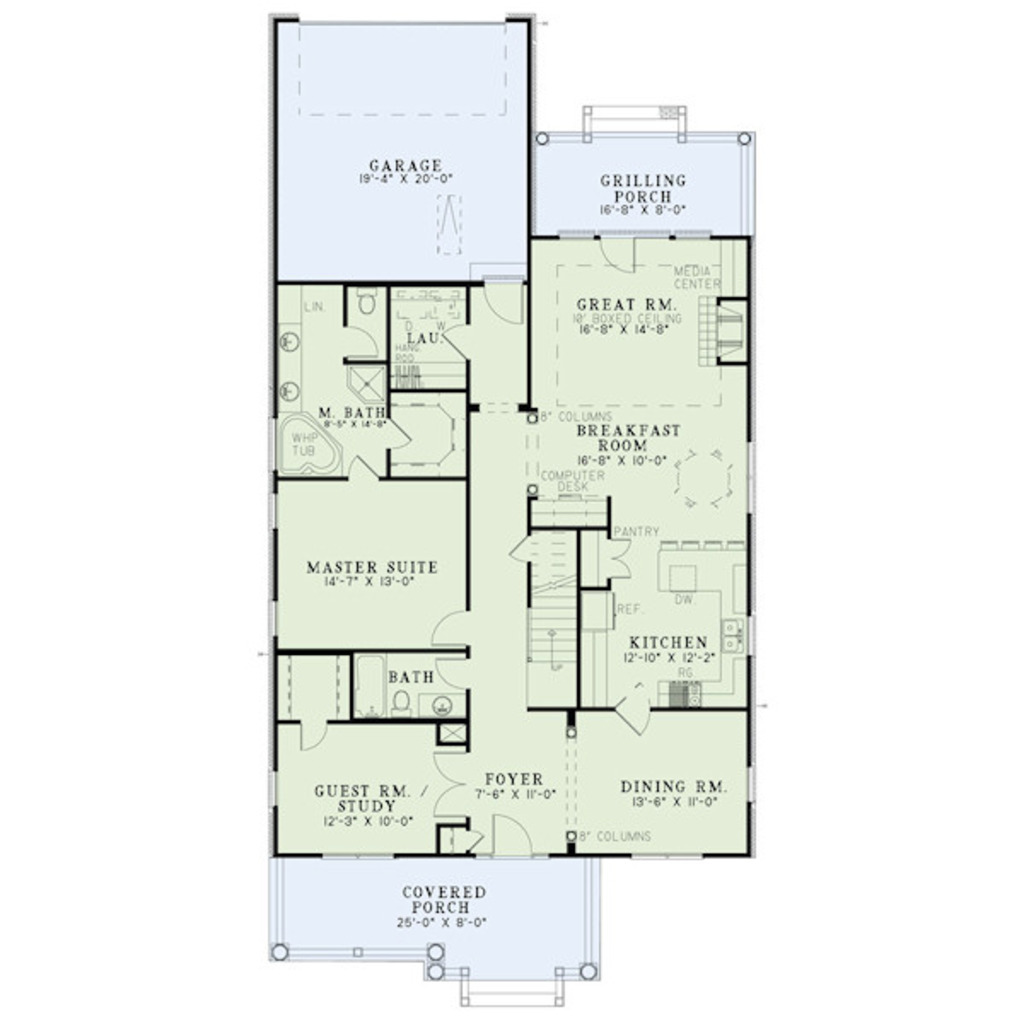 GARAGE
19'-4" X 20'-0"
GRILLING
PORCH
16'-8" X 8'-0"
MEDIA
CENTER
GREAT RM.
10' BOXED CEILING
16'-8" X 14'-8"
LIN.
D W
LAU.
HANG.
ROD
M. BATH
8'-5" X 14'-8"
WHP
TUB
8" COLUMNS
BREAKFAST
ROOM
16'-8" X 10'-0"
COMPUTER
DESK
PANTRY
MASTER SUITE
14'-7" X 13'-0"
DW.
REF.
KITCHEN
12'-10" X 12'-2"
RG.
UP
BATH
FOYER
7'-6" X 11'-0"
GUEST RM. /
STUDY
12'-3" X 10'-0"
DINING RM.
13'-6" X 11'-0"
8" COLUMNS
COVERED
PORCH
25'-0" X 8'-0"